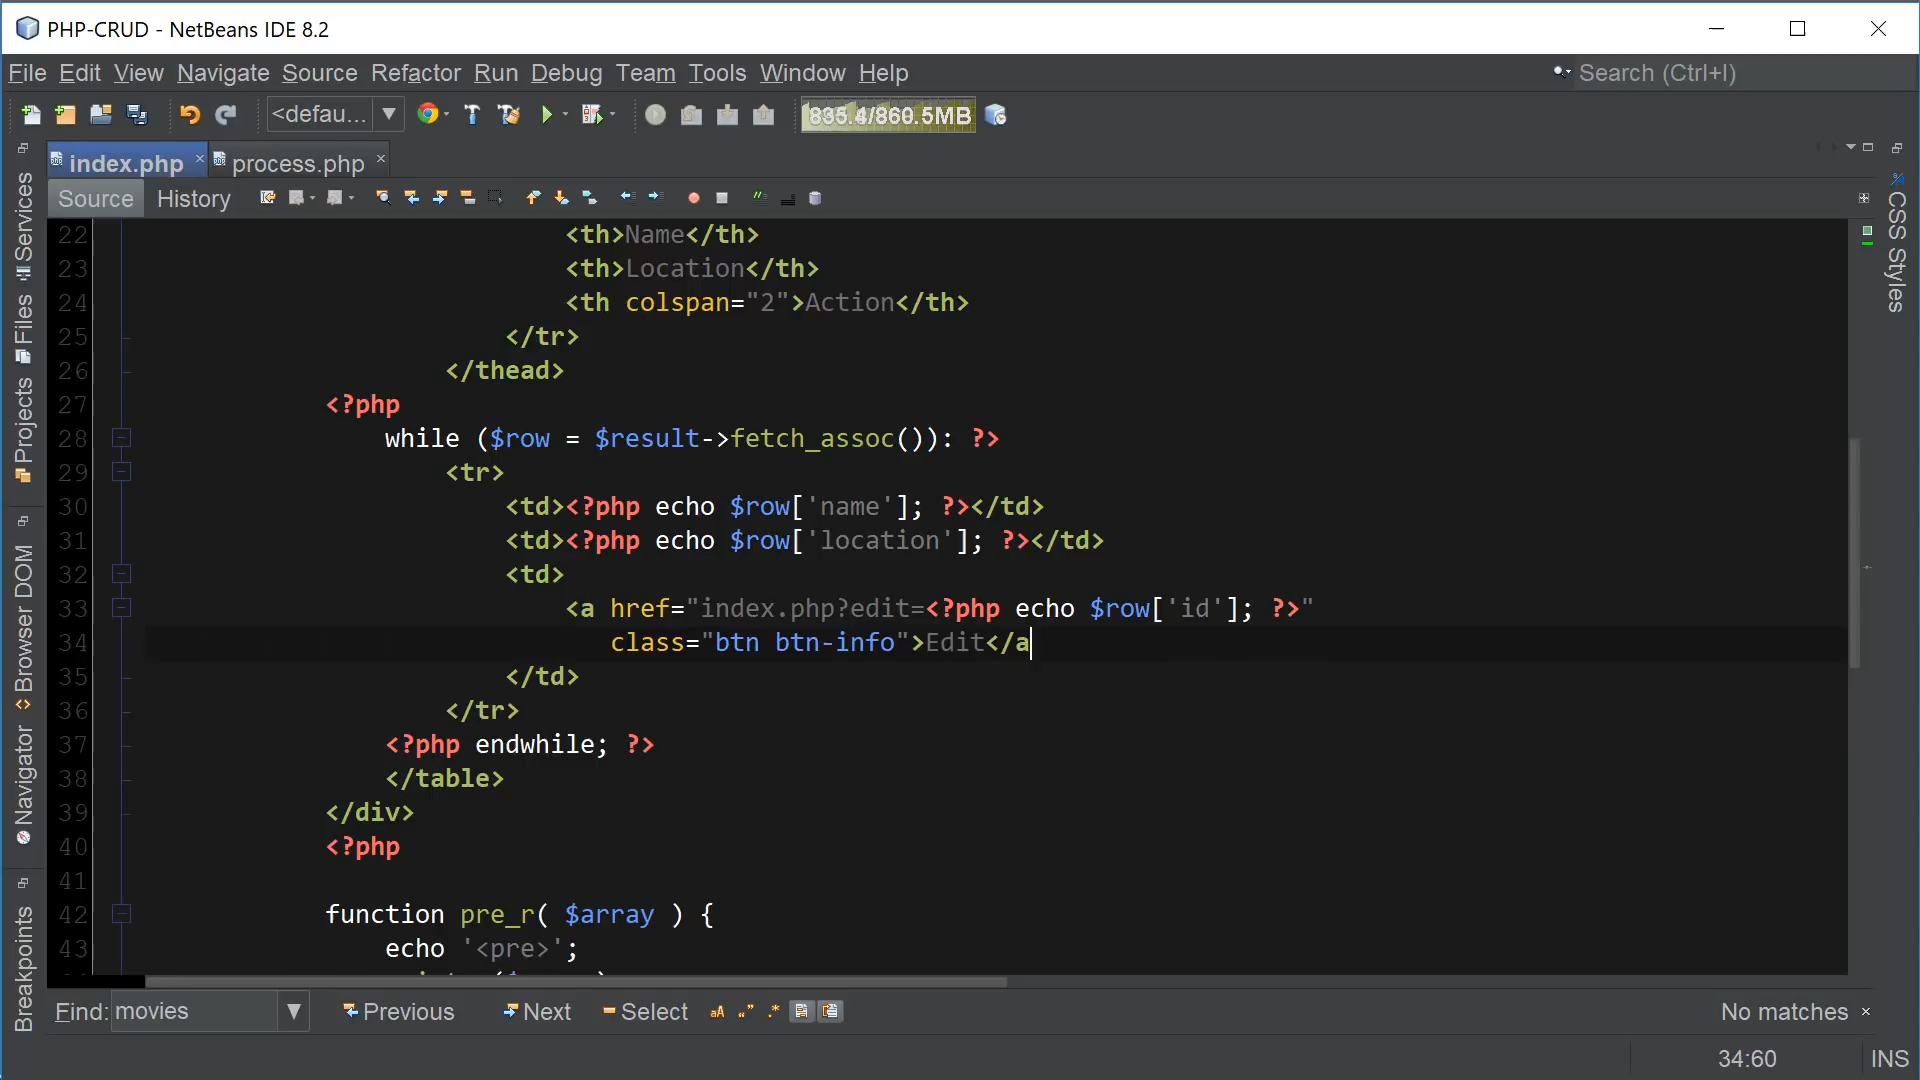 PHP-CRUD - NetBeans IDE 8.2
File Edit View Navigate Source Refactor Run Debug Team Tools Window Help
Search (Ctrl+I)
<defau...
835.4/860.5MB
index.php
process.php
Source History
Services
Files
Projects
Browser DOM
Navigator
Breakpoints
CSS Styles
22 <th>Name</th>
23 <th>Location</th>
24 <th colspan="2">Action</th>
25 </tr>
26 </thead>
27 <?php
28 while ($row = $result->fetch_assoc()): ?>
29 <tr>
30 <td><?php echo $row['name']; ?></td>
31 <td><?php echo $row['location']; ?></td>
32 <td>
33 <a href="index.php?edit=<?php echo $row['id']; ?>"
34 class="btn btn-info">Edit</a
35 </td>
36 </tr>
37 <?php endwhile; ?>
38 </table>
39 </div>
40 <?php
41
42 function pre_r( $array ) {
43 echo '<pre>';
Find: movies Previous Next Select No matches
34:60 INS